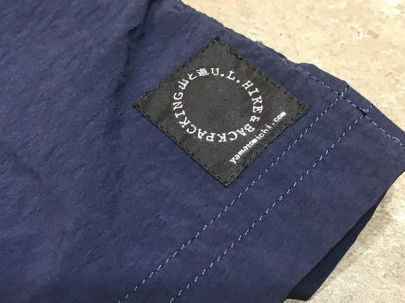 山と道 U.L. HIKE & BACKPACKING
yamatomichi.com